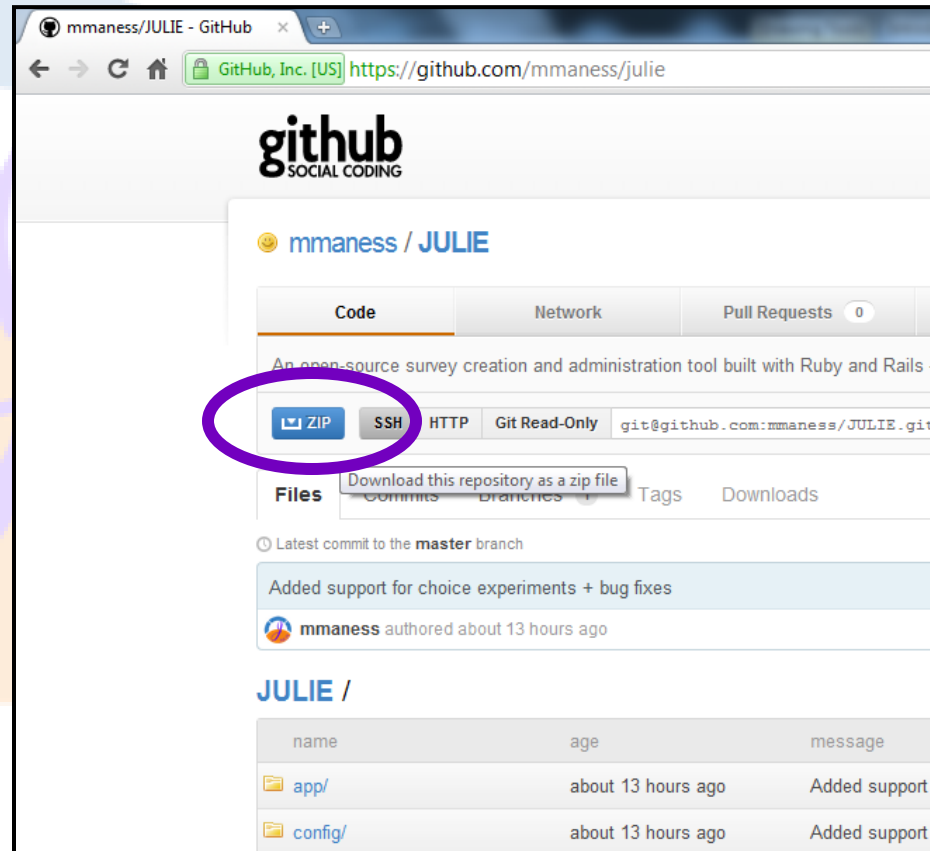 mmaness/JULIE - GitHub
GitHub, Inc. [US] https://github.com/mmaness/julie
github
SOCIAL CODING
mmaness / JULIE
Code Network Pull Requests 0
An open-source survey creation and administration tool built with Ruby and Rails
ZIP SSH HTTP Git Read-Only git@github.com:mmaness/JULIE.git
Download this repository as a zip file
Files Commits Branches 1 Tags Downloads
Latest commit to the master branch
Added support for choice experiments + bug fixes
mmaness authored about 13 hours ago
JULIE /
name age message
app/ about 13 hours ago Added support
config/ about 13 hours ago Added support